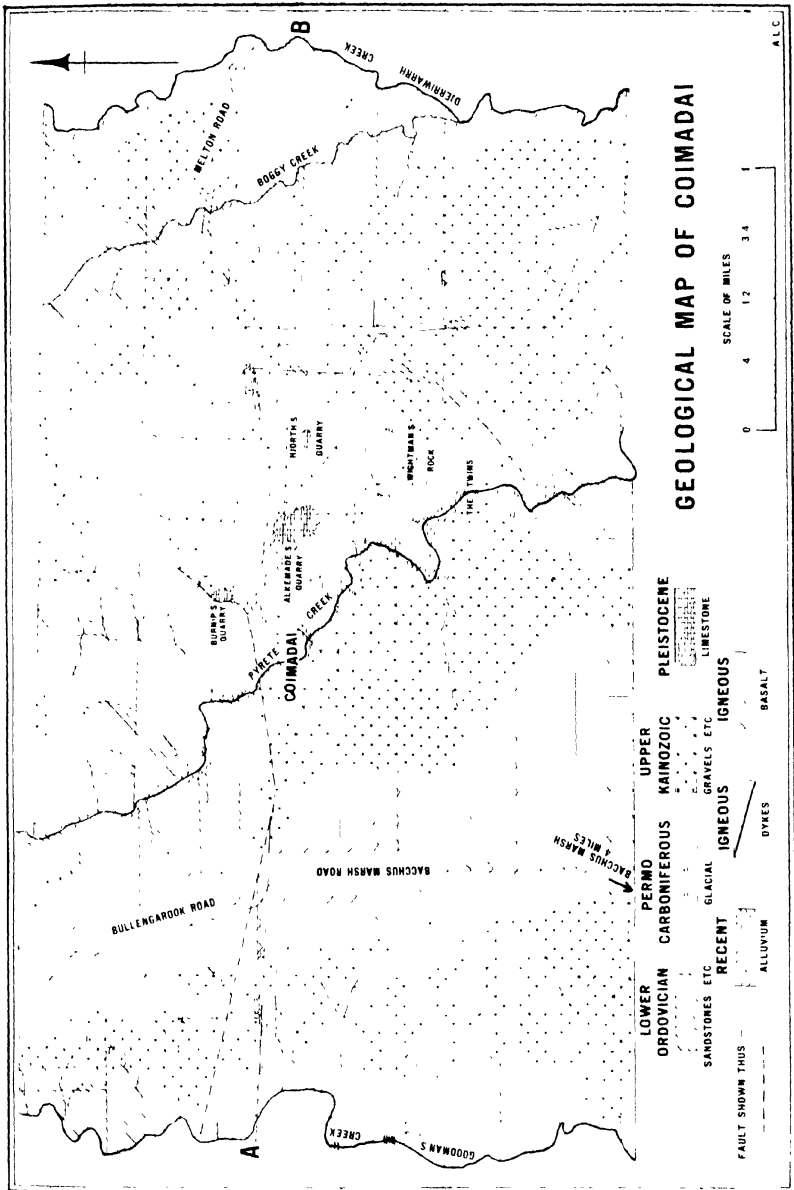 A L C
B
DJERRIWARRH
CREEK
MELTON ROAD
BOGGY CREEK
HJORTH S
QUARRY
WIGHTMAN S
ROCK
THE TWINS
ALKEMADE S
QUARRY
BURNIP S
QUARRY
PYRETE CREEK
COIMADAI
BULLENGAROOK ROAD
BACCHUS MARSH ROAD
BACCHUS MARSH
4 MILES
A
GOODMAN S
CREEK
GEOLOGICAL MAP OF COIMADAI
SCALE OF MILES
0 4 1 2 3 4 1
LOWER
ORDOVICIAN
SANDSTONES ETC
PERMO
CARBONIFEROUS
GLACIAL
UPPER
KAINOZOIC
GRAVELS ETC
PLEISTOCENE
LIMESTONE
FAULT SHOWN THUS
RECENT
ALLUVIUM
IGNEOUS
DYKES
IGNEOUS
BASALT